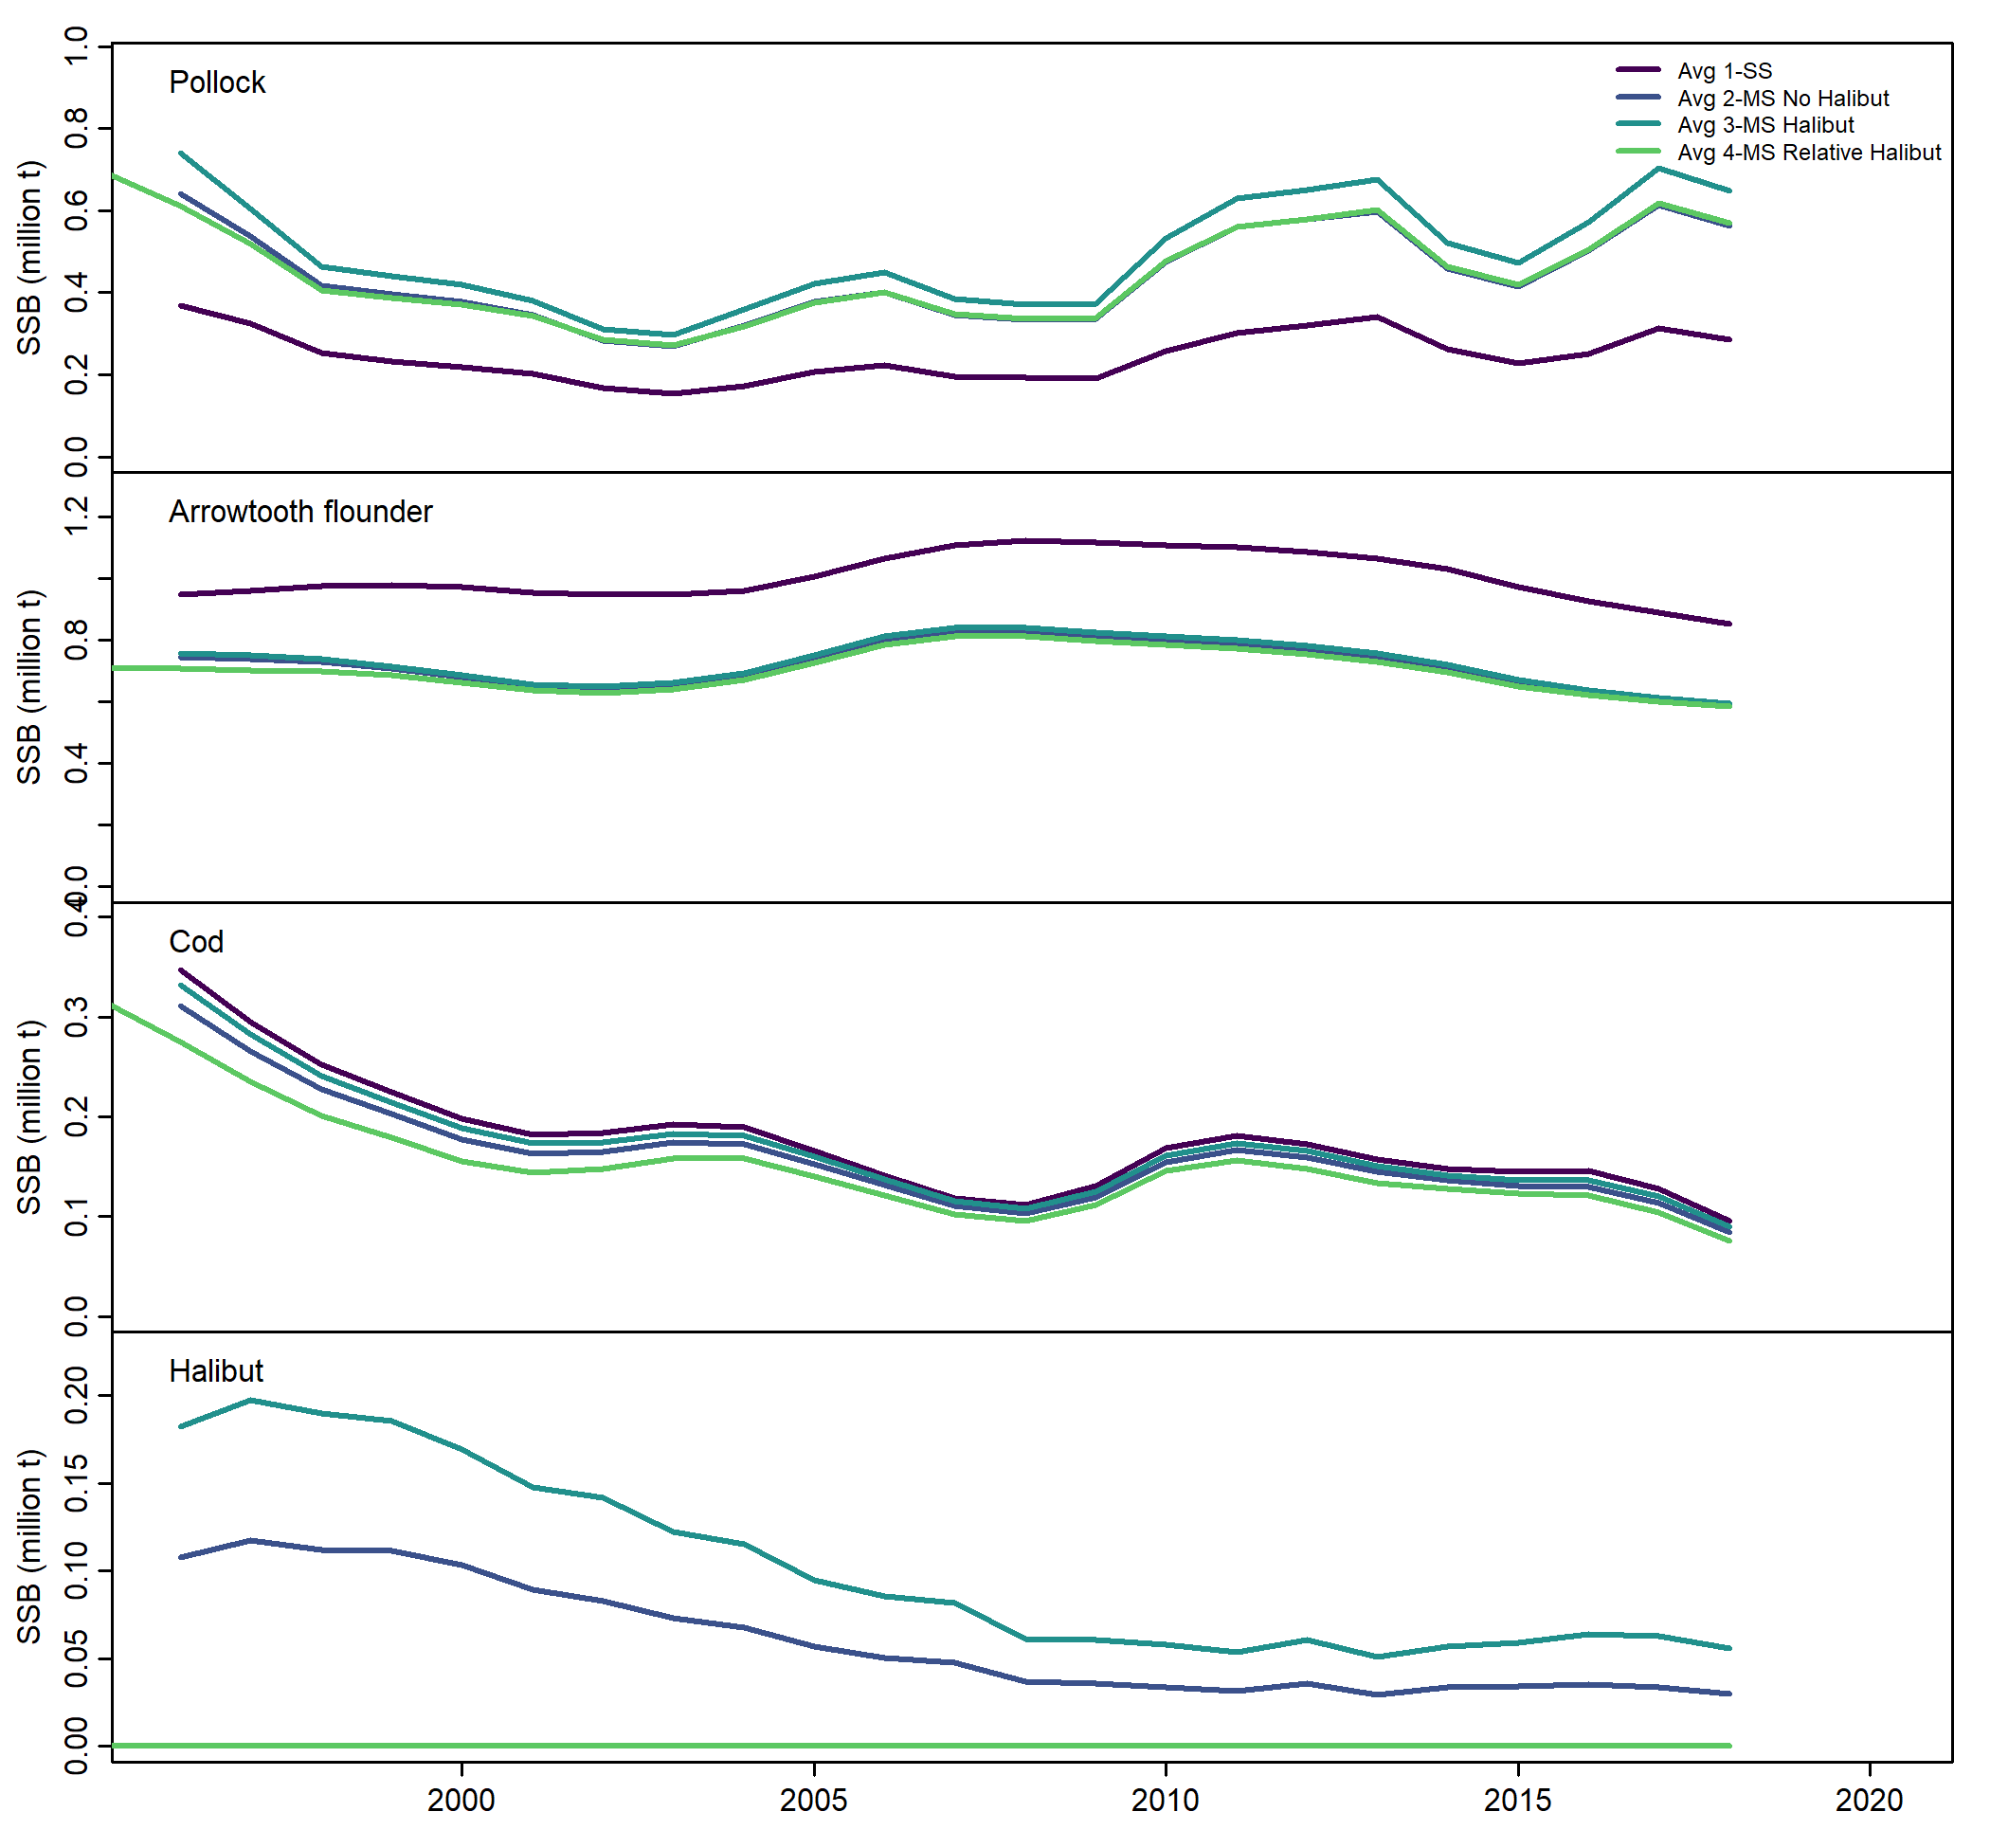 Pollock
Avg 1-SS
Avg 2-MS No Halibut
Avg 3-MS Halibut
Avg 4-MS Relative Halibut
SSB (million t)
1.0
0.8
0.6
0.4
0.2
0.0
Arrowtooth flounder
SSB (million t)
1.2
0.8
0.4
0.0
Cod
SSB (million t)
0.4
0.3
0.2
0.1
0.0
Halibut
SSB (million t)
0.20
0.15
0.10
0.05
0.00
2000 2005 2010 2015 2020